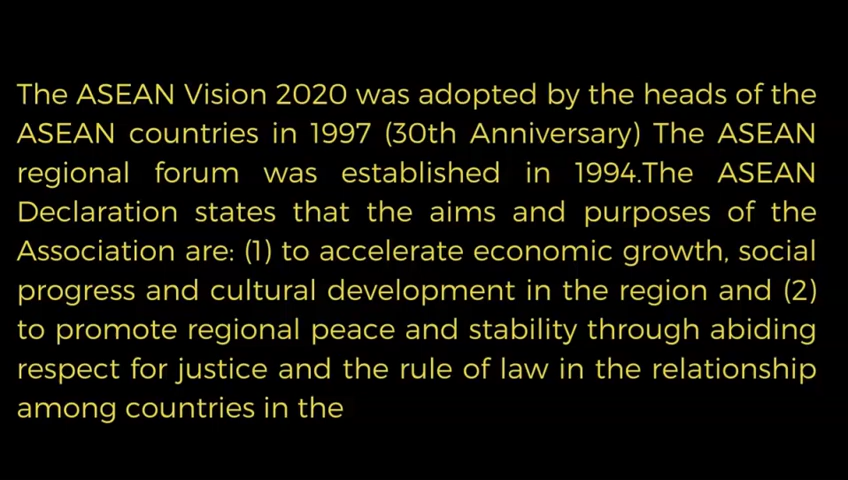 The ASEAN Vision 2020 was adopted by the heads of the
ASEAN countries in 1997 (30th Anniversary) The ASEAN
regional forum was established in 1994.The ASEAN
Declaration states that the aims and purposes of the
Association are: (1) to accelerate economic growth, social
progress and cultural development in the region and (2)
to promote regional peace and stability through abiding
respect for justice and the rule of law in the relationship
among countries in the